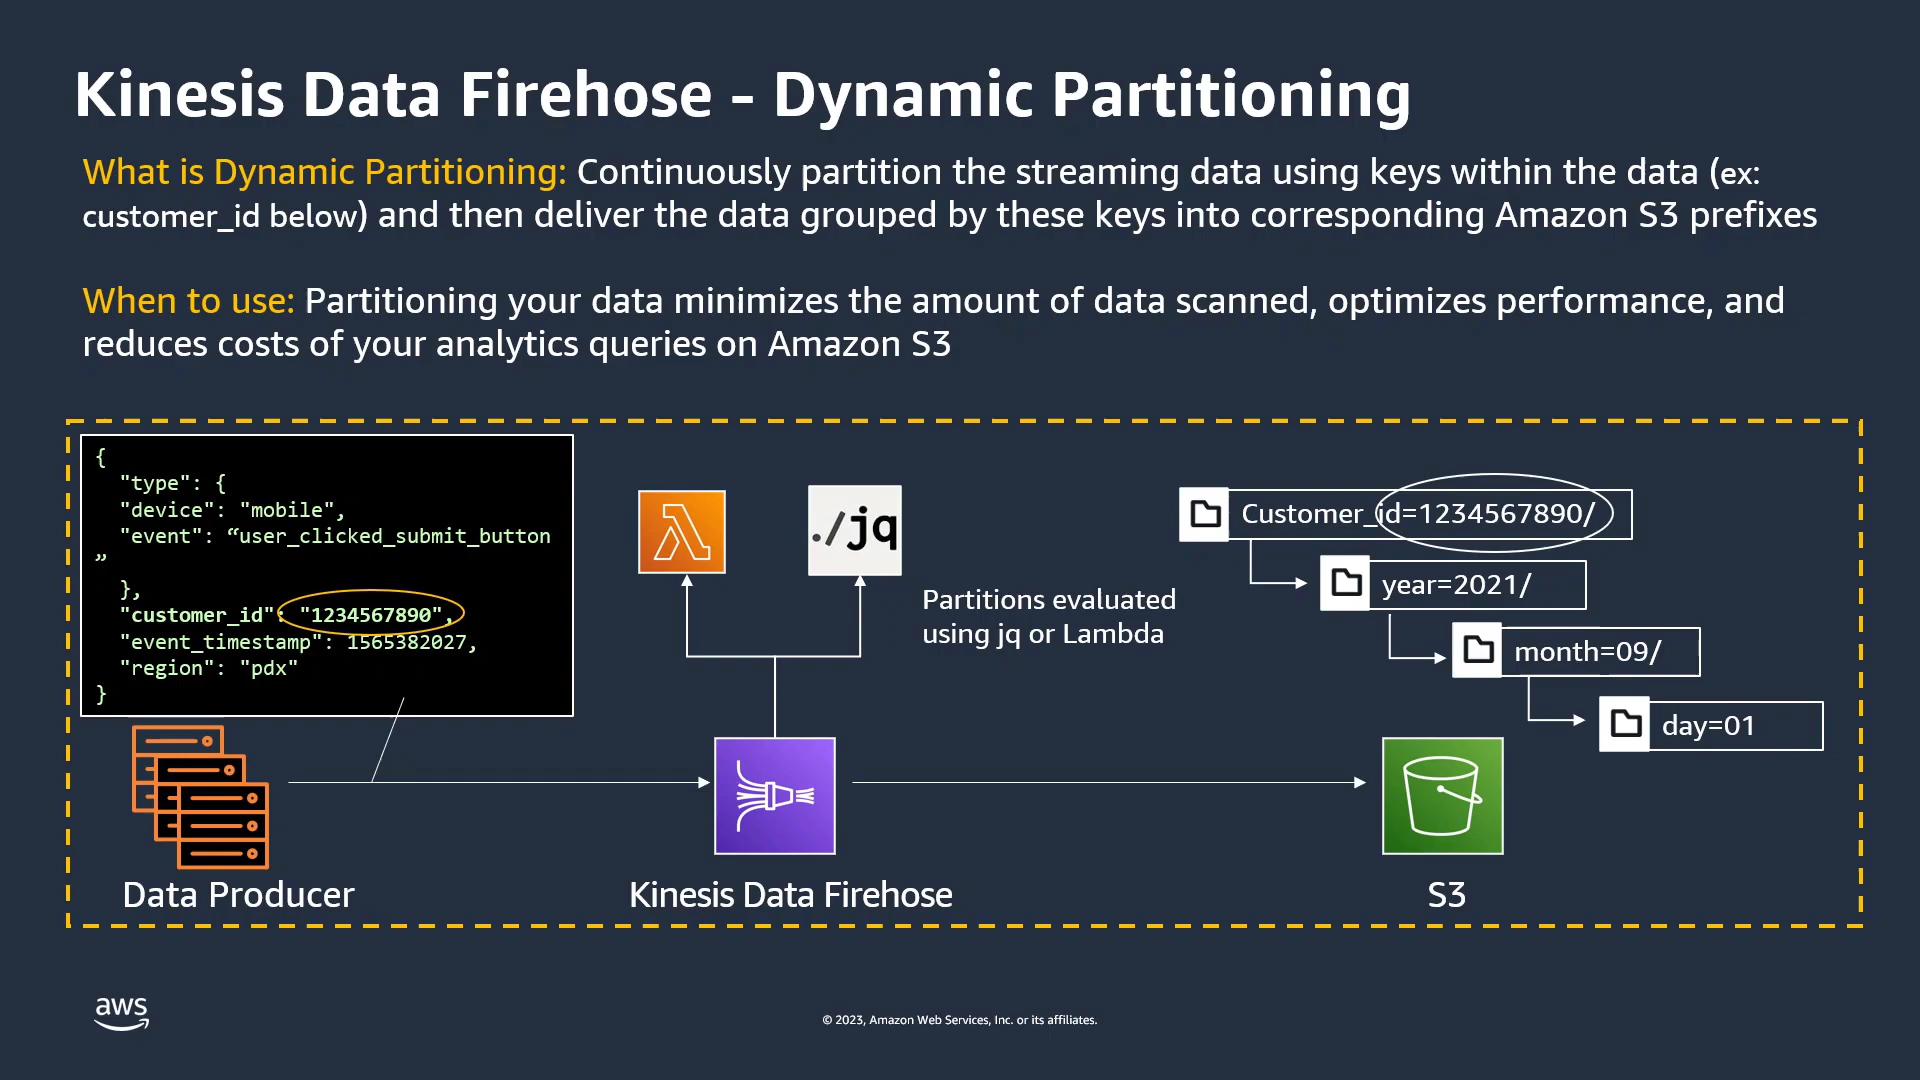 Kinesis Data Firehose - Dynamic Partitioning
What is Dynamic Partitioning: Continuously partition the streaming data using keys within the data (ex:
customer_id below) and then deliver the data grouped by these keys into corresponding Amazon S3 prefixes
When to use: Partitioning your data minimizes the amount of data scanned, optimizes performance, and
reduces costs of your analytics queries on Amazon S3
{
"type": {
"device": "mobile",
"event": “user_clicked_submit_button
”
},
"customer_id": "1234567890",
"event_timestamp": 1565382027,
"region": "pdx"
}
./jq
Partitions evaluated
using jq or Lambda
Customer_id=1234567890/
year=2021/
month=09/
day=01
Data Producer
Kinesis Data Firehose
S3
aws
© 2023, Amazon Web Services, Inc. or its affiliates.